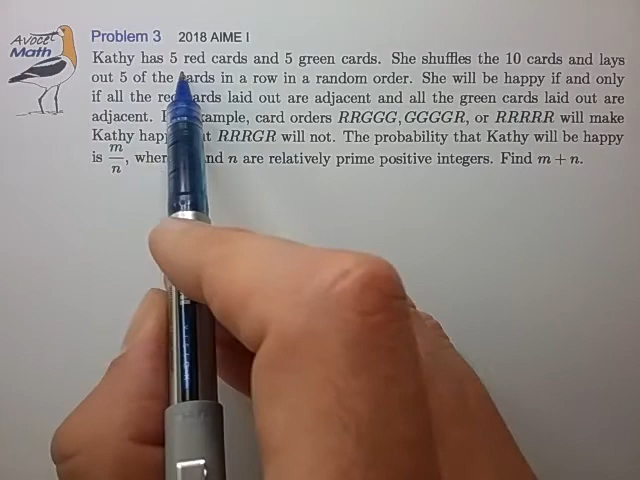 Avocet
Math
Problem 3 2018 AIME I
Kathy has 5 red cards and 5 green cards. She shuffles the 10 cards and lays
out 5 of the cards in a row in a random order. She will be happy if and only
if all the red cards laid out are adjacent and all the green cards laid out are
adjacent. example, card orders RRGGG, GGGGR, or RRRRR will make
Kathy RRRGR will not. The probability that Kathy will be happy
is m/n, where and n are relatively prime positive integers. Find m + n.
VISION